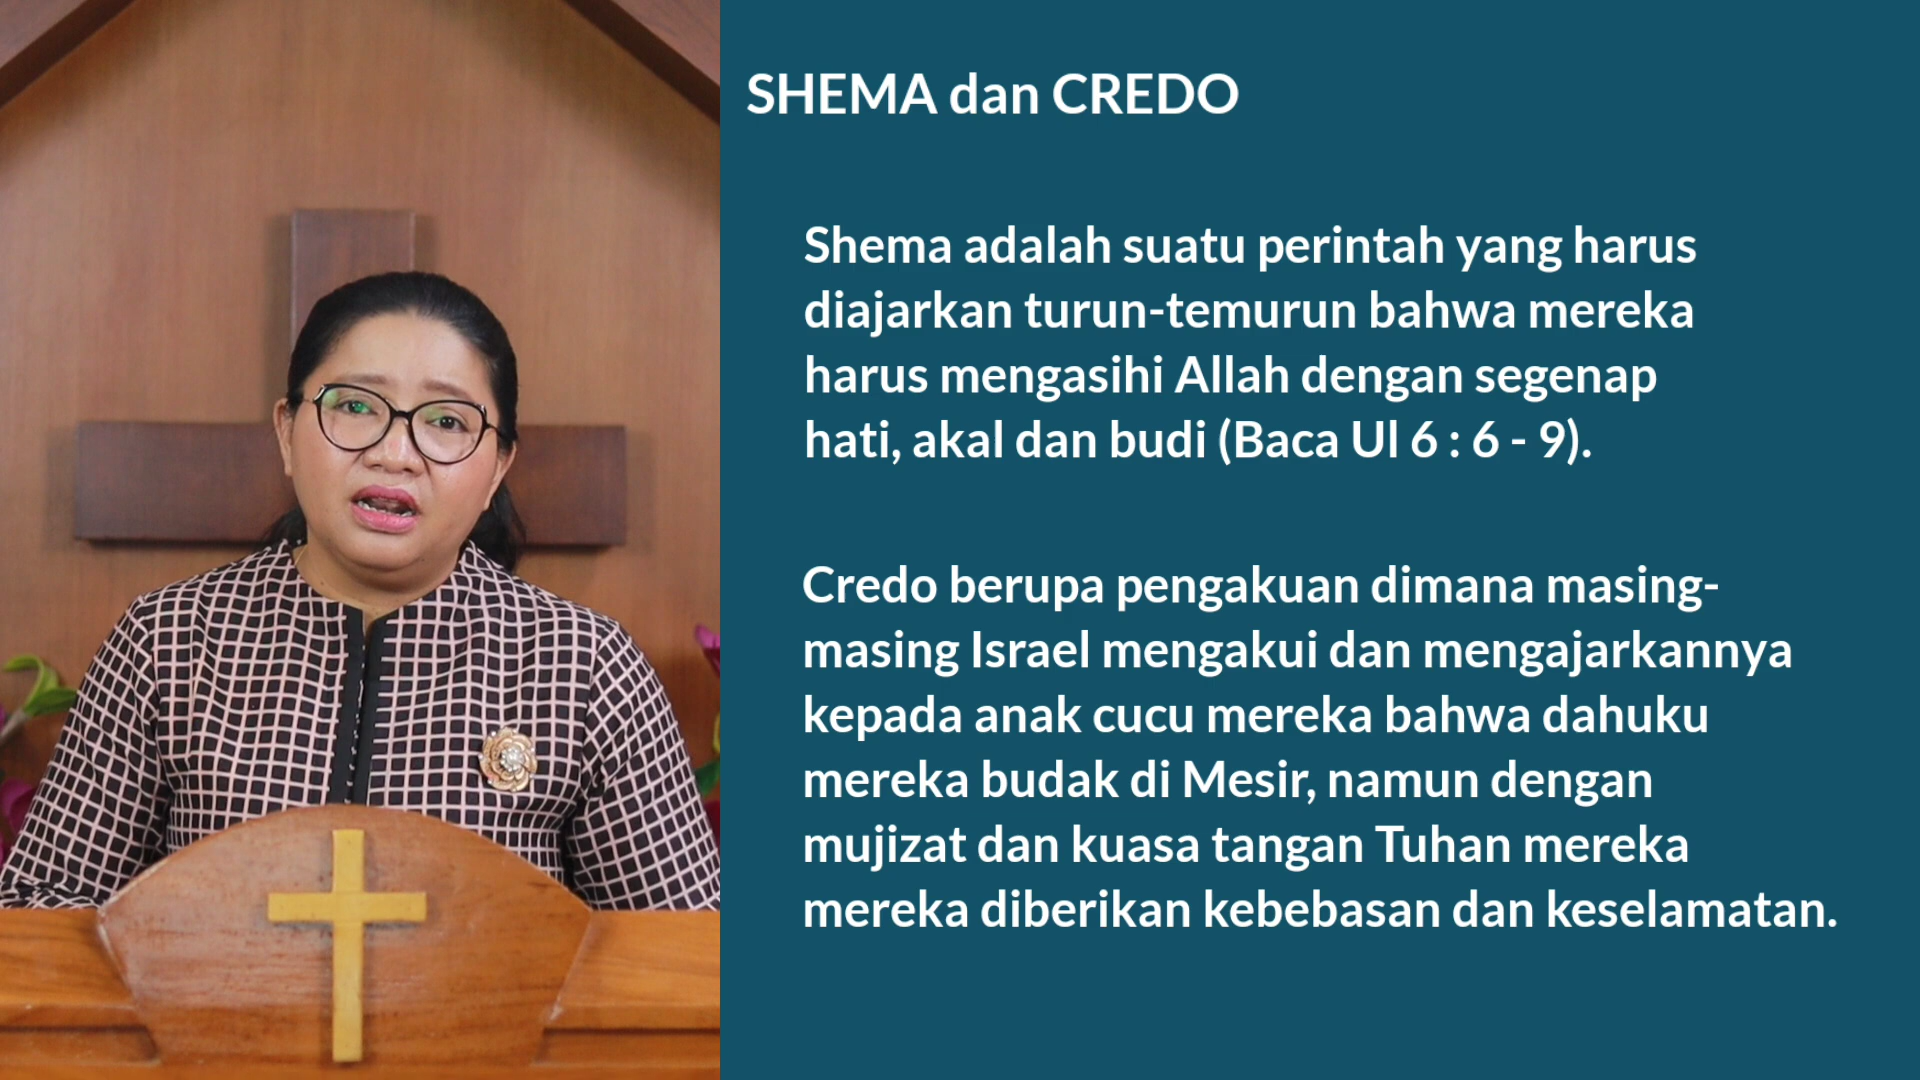 SHEMA dan CREDO
Shema adalah suatu perintah yang harus
diajarkan turun-temurun bahwa mereka
harus mengasihi Allah dengan segenap
hati, akal dan budi (Baca Ul 6 : 6 - 9).
Credo berupa pengakuan dimana masing-
masing Israel mengakui dan mengajarkannya
kepada anak cucu mereka bahwa dahuku
mereka budak di Mesir, namun dengan
mujizat dan kuasa tangan Tuhan mereka
mereka diberikan kebebasan dan keselamatan.